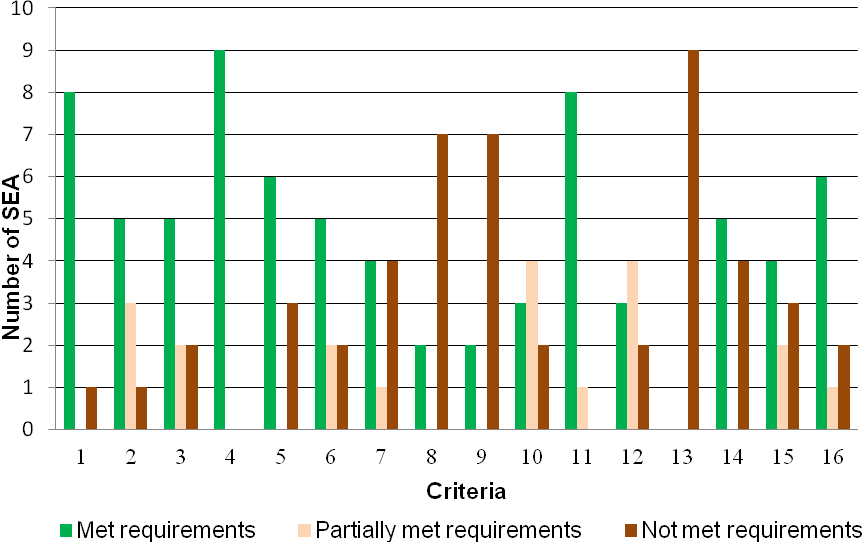 10
9
8
7
6
5
4
3
2
1
0
Number of SEA
1 2 3 4 5 6 7 8 9 10 11 12 13 14 15 16
Criteria
Met requirements Partially met requirements Not met requirements